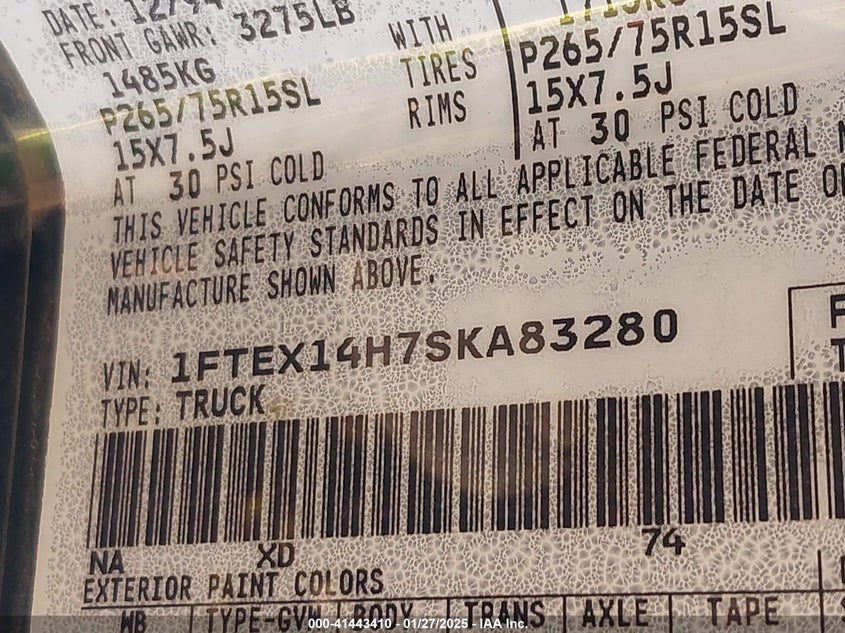 DATE: 12/94
FRONT GAWR: 3275LB
1485KG
P265/75R15SL
15X7.5J
AT 30 PSI COLD
WITH
TIRES
RIMS
P265/75R15SL
15X7.5J
AT 30 PSI COLD
THIS VEHICLE CONFORMS TO ALL APPLICABLE FEDERAL
VEHICLE SAFETY STANDARDS IN EFFECT ON THE DATE
MANUFACTURE SHOWN ABOVE.
VIN: 1FTEX14H7SKA83280
TYPE: TRUCK
NA XD 74
EXTERIOR PAINT COLORS
WB TYPE-GVW BODY TRANS AXLE TAPE
000-41443410 - 01/27/2025 - IAA Inc.